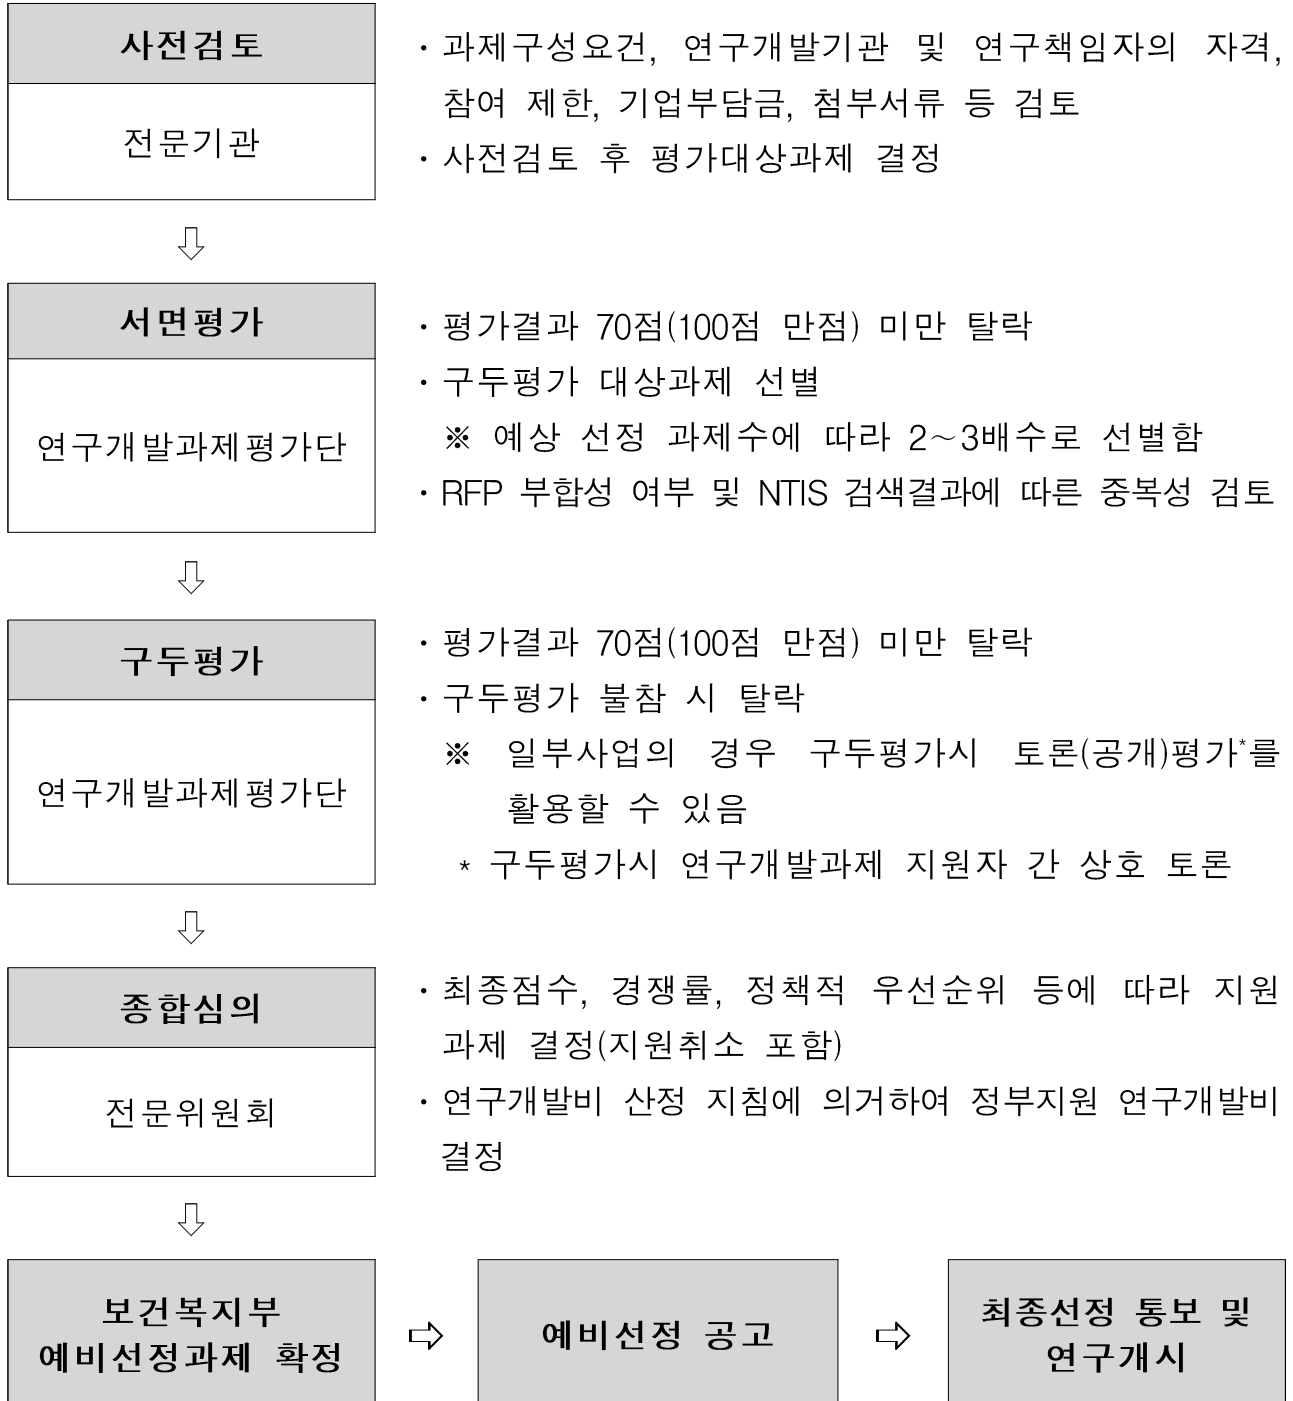 사전검토
전문기관
· 과제구성요건, 연구개발기관 및 연구책임자의 자격,
참여 제한, 기업부담금, 첨부서류 등 검토
· 사전검토 후 평가대상과제 결정
⇩
서면평가
연구개발과제평가단
· 평가결과 70점(100점 만점) 미만 탈락
· 구두평가 대상과제 선별
※ 예상 선정 과제수에 따라 2~3배수로 선별함
· RFP 부합성 여부 및 NTIS 검색결과에 따른 중복성 검토
⇩
구두평가
연구개발과제평가단
· 평가결과 70점(100점 만점) 미만 탈락
· 구두평가 불참 시 탈락
※ 일부사업의 경우 구두평가시 토론(공개)평가*를
활용할 수 있음
* 구두평가시 연구개발과제 지원자 간 상호 토론
⇩
종합심의
전문위원회
· 최종점수, 경쟁률, 정책적 우선순위 등에 따라 지원
과제 결정(지원취소 포함)
· 연구개발비 산정 지침에 의거하여 정부지원 연구개발비
결정
⇩
보건복지부
예비선정과제 확정
⇨
예비선정 공고
⇨
최종선정 통보 및
연구개시